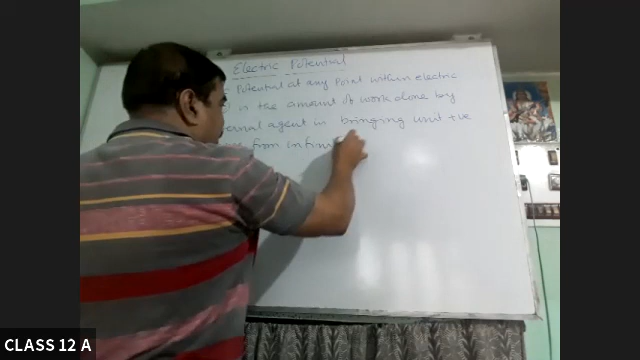 Electric Potential
Potential at any point within electric
is the amount of work done by
ernal agent in bringing unit +ve
from infini
CLASS 12 A